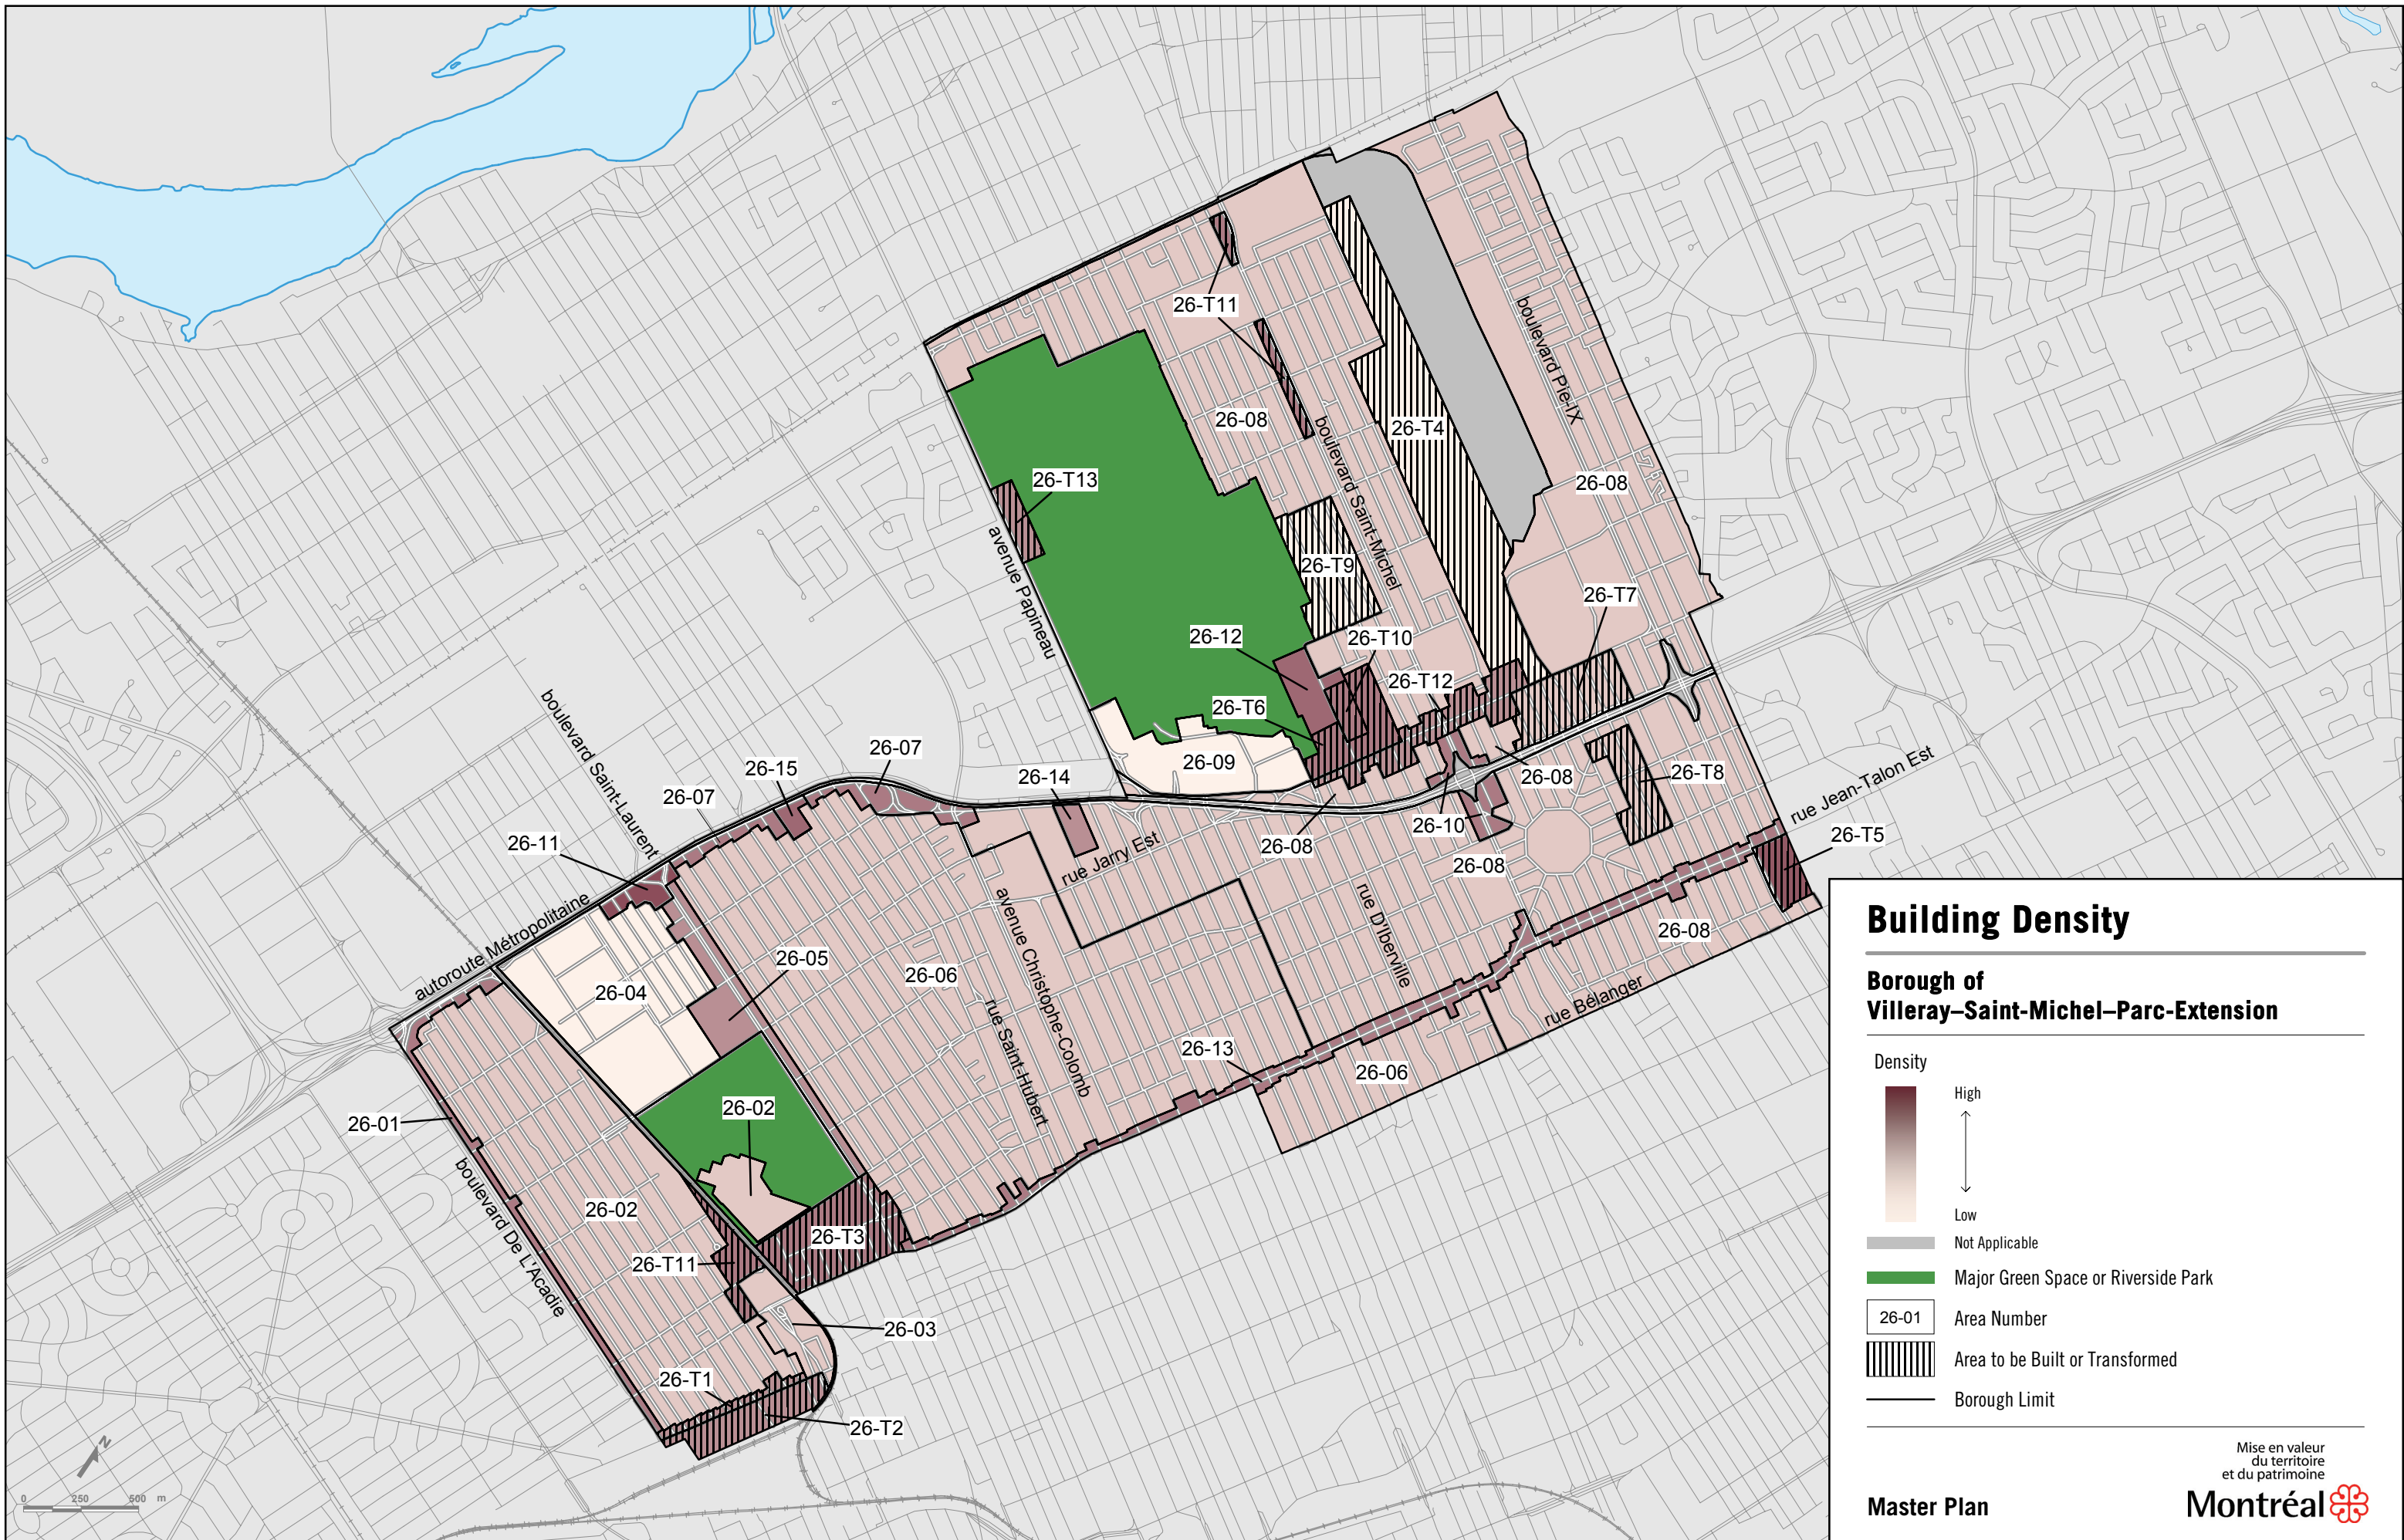 26-T11
boulevard Pie-IX
26-08
26-T4
boulevard Saint-Michel
26-T13
26-08
avenue Papineau
26-T9
26-T7
26-12
26-T10
26-T12
26-T6
boulevard Saint-Laurent
26-07
26-09
26-15
26-14
26-08
26-T8
rue Jean-Talon Est
26-07
26-10
26-T5
26-11
26-08
rue Jarry Est
26-08
autoroute Métropolitaine
avenue Christophe-Colomb
rue D'Iberville
26-08
26-05
26-06
26-04
rue Saint-Hubert
rue Bélanger
26-13
26-06
26-02
26-01
boulevard De L'Acadie
26-02
26-T3
26-T11
26-03
26-T1
26-T2
N
0 250 500 m
Building Density
Borough of
Villeray–Saint-Michel–Parc-Extension
Density
High
Low
Not Applicable
Major Green Space or Riverside Park
26-01 Area Number
Area to be Built or Transformed
Borough Limit
Mise en valeur
du territoire
et du patrimoine
Master Plan
Montréal